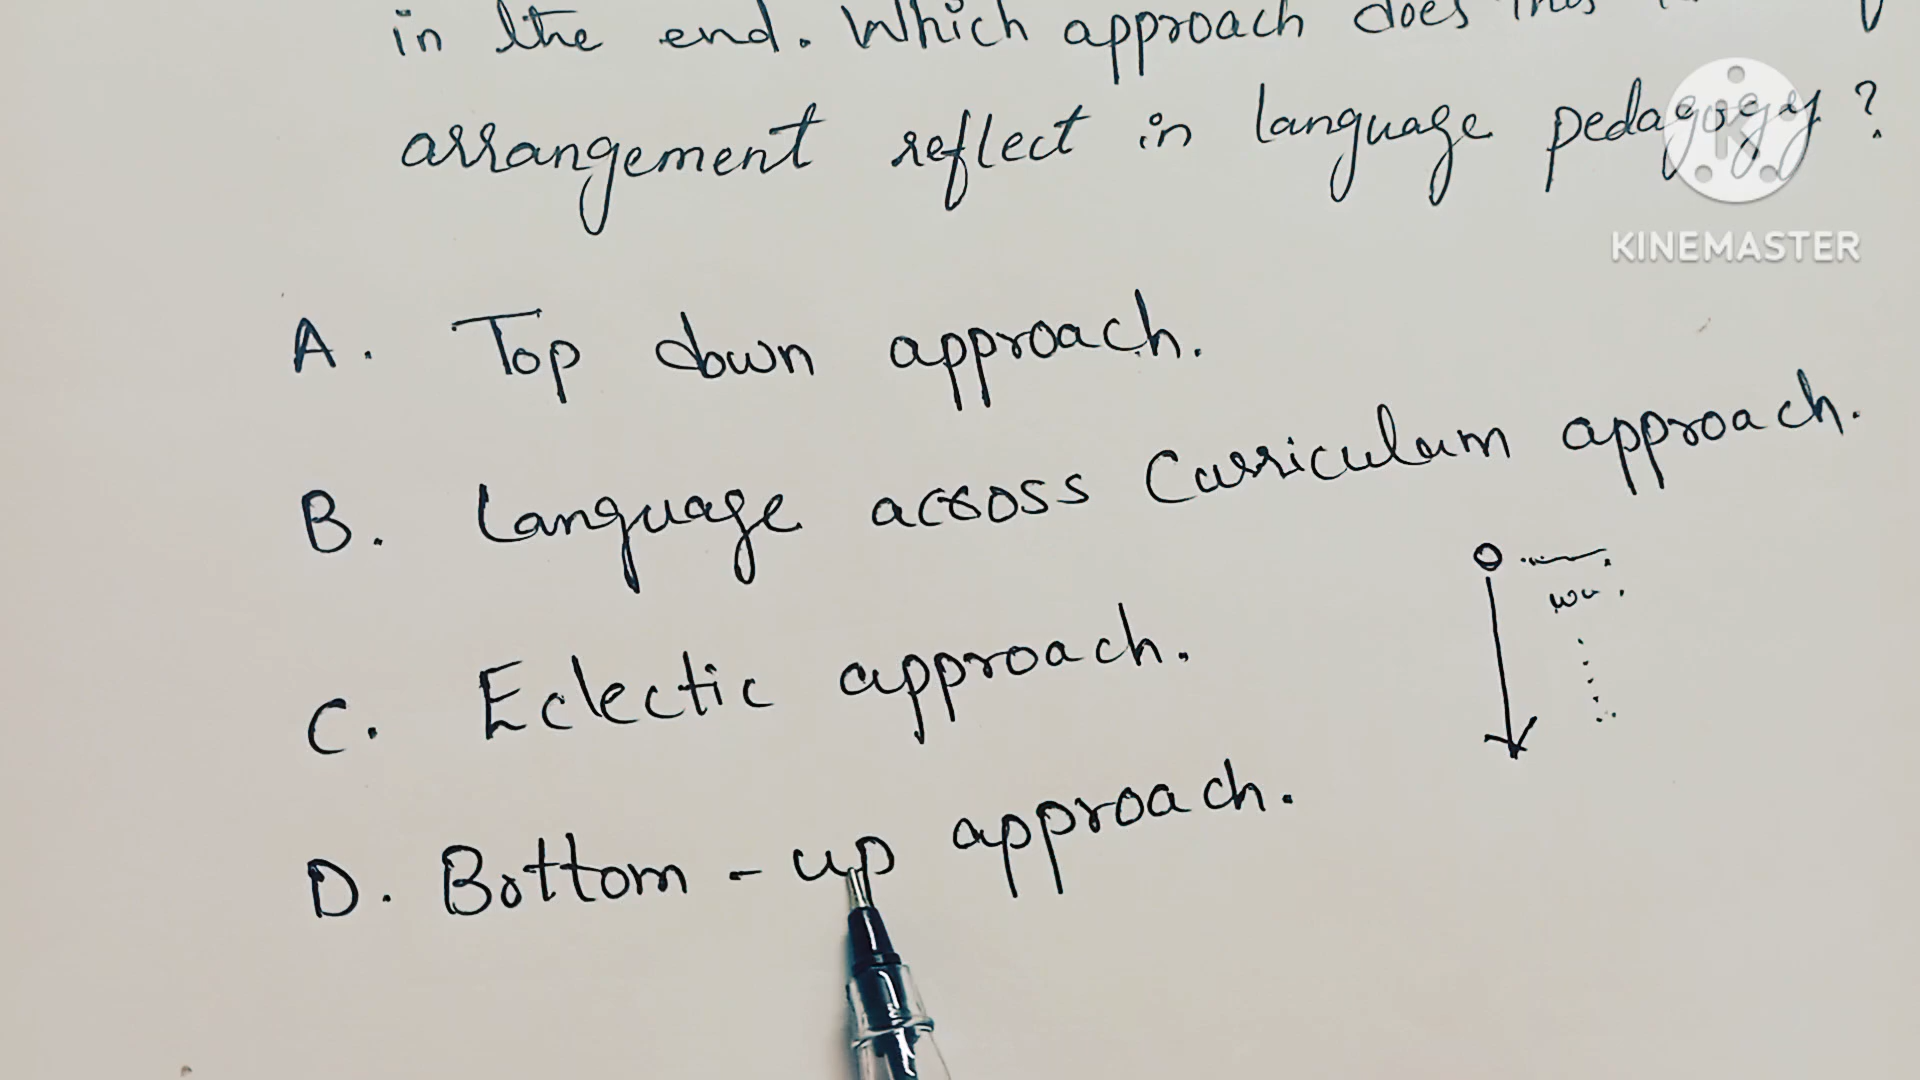 in the end. Which approach does this
arrangement reflect in language pedagogy?
KINEMASTER
A. Top down approach.
B. Language across Curriculum approach.
C. Eclectic approach.
D. Bottom-up approach.